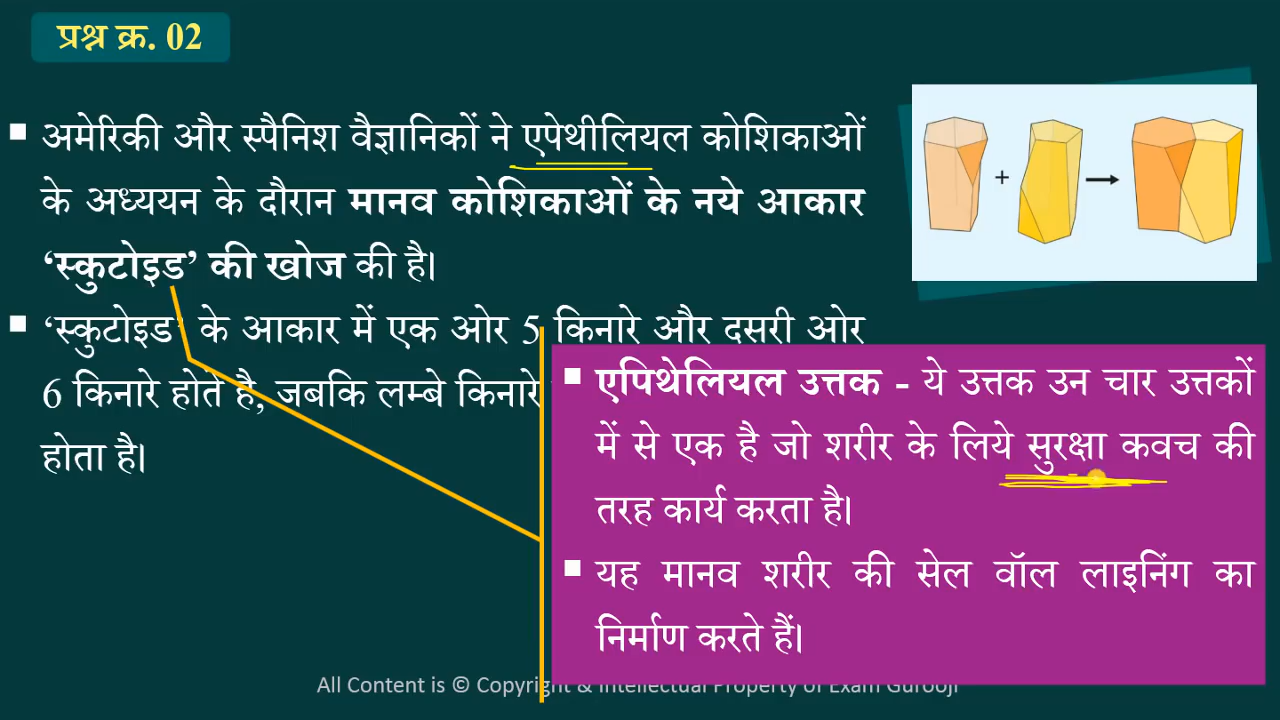 प्रश्न क्र. 02
अमेरिकी और स्पैनिश वैज्ञानिकों ने एपेथीलियल कोशिकाओं
के अध्ययन के दौरान मानव कोशिकाओं के नये आकार
‘स्कुटोइड’ की खोज की है।
‘स्कुटोइड’ के आकार में एक ओर 5 किनारे और दूसरी ओर
6 किनारे होते है, जबकि लम्बे किनारे
होता है।
+
एपिथेलियल उत्तक - ये उत्तक उन चार उत्तकों
में से एक है जो शरीर के लिये सुरक्षा कवच की
तरह कार्य करता है।
यह मानव शरीर की सेल वॉल लाइनिंग का
निर्माण करते हैं।
All Content is © Copyright & Intellectual Property of Exam Gurooji